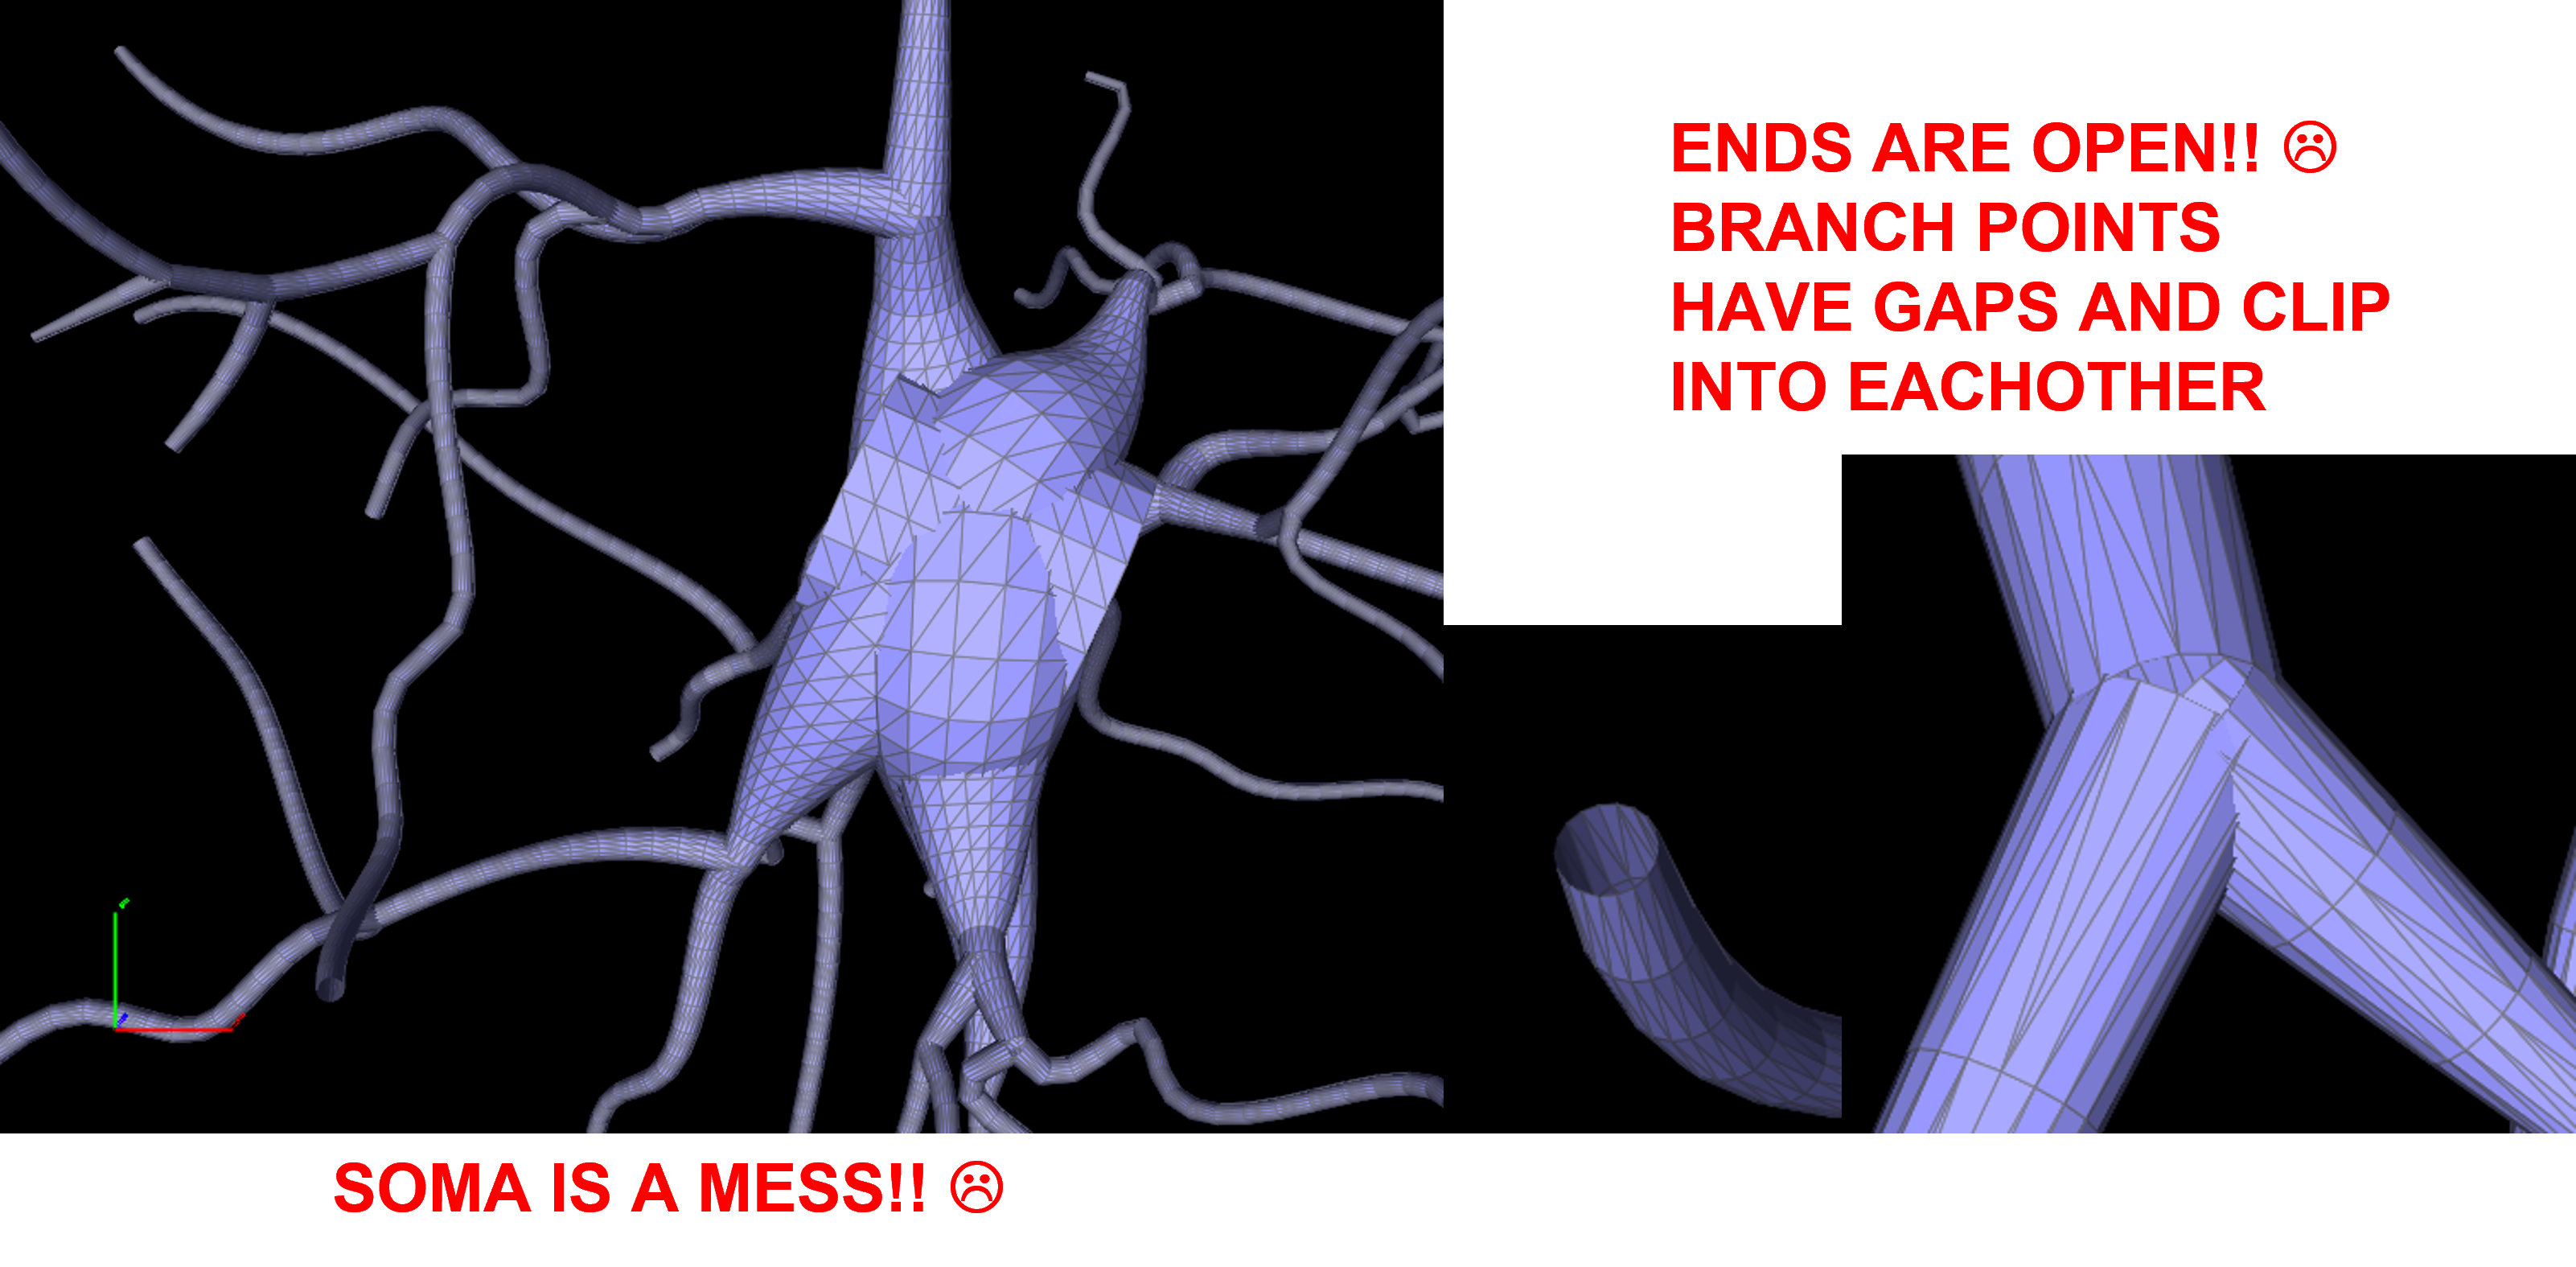 ENDS ARE OPEN!! ☹
BRANCH POINTS
HAVE GAPS AND CLIP
INTO EACHOTHER
SOMA IS A MESS!! ☹